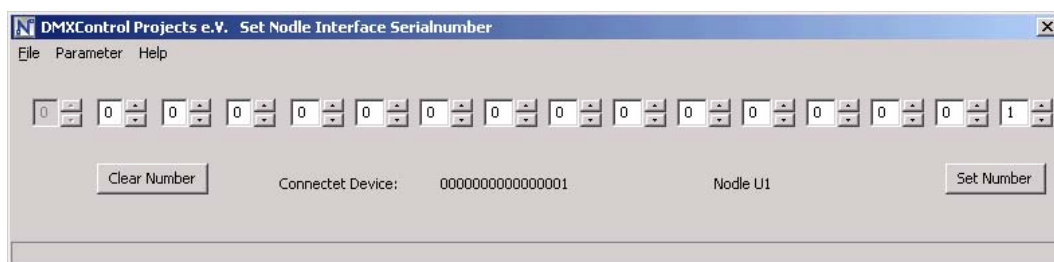 DMXControl Projects e.V. Set Nodle Interface Serialnumber
File Parameter Help
0 0 0 0 0 0 0 0 0 0 0 0 0 0 0 1
Clear Number Connectet Device: 0000000000000001 Nodle U1 Set Number